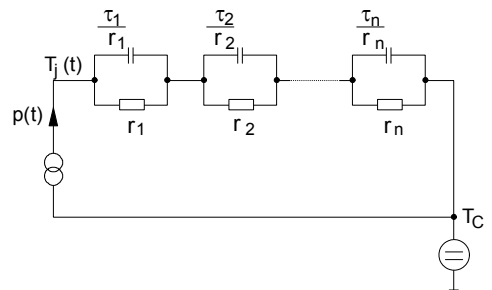 τ1 τ2 τn
r1 r2 rn
Tj (t)
r1 r2 rn
p(t)
TC